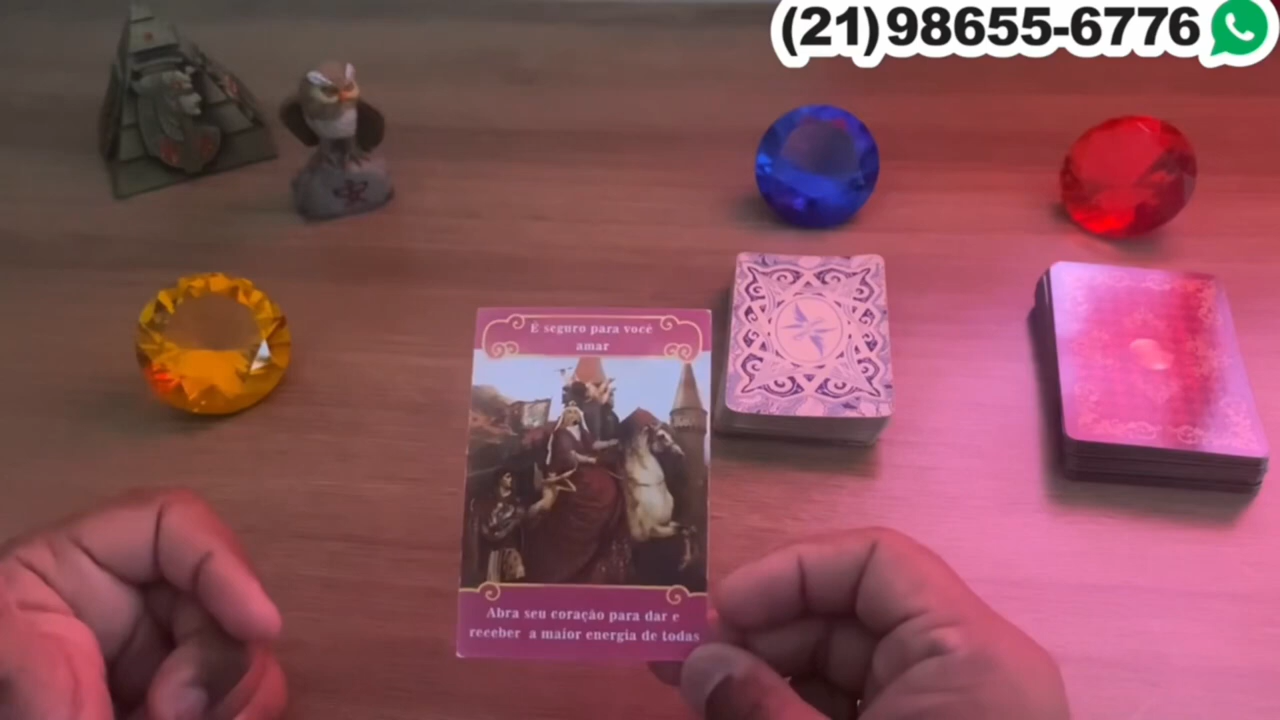 (21)98655-6776
É seguro para você
amar
Abra seu coração para dar e
receber a maior energia de todas